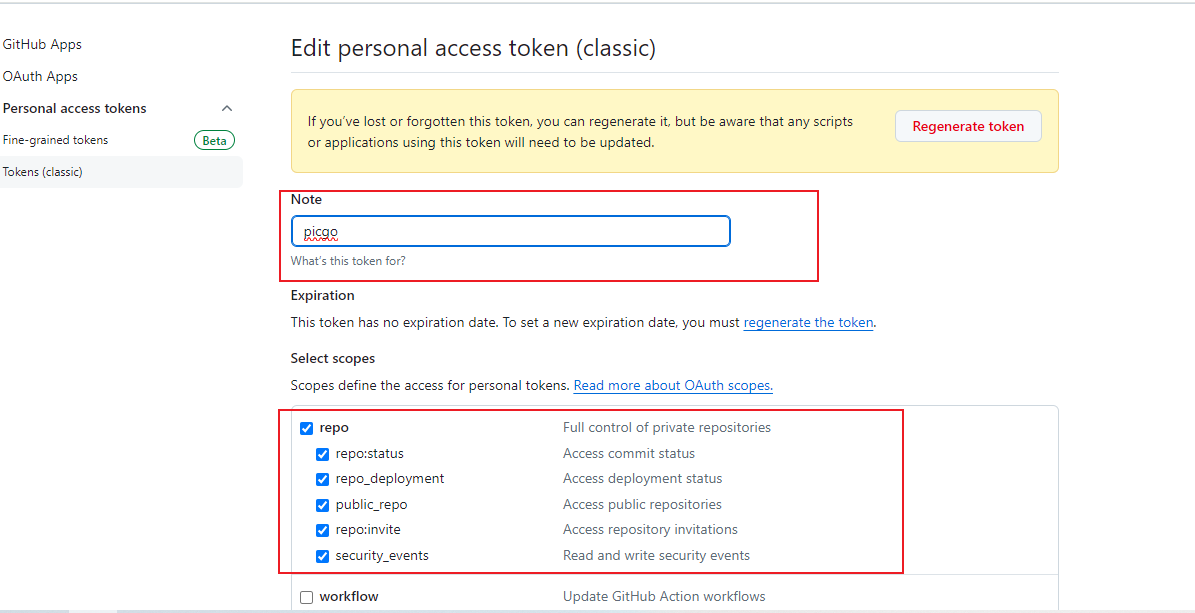 GitHub Apps
OAuth Apps
Personal access tokens
Fine-grained tokens Beta
Tokens (classic)
Edit personal access token (classic)
If you've lost or forgotten this token, you can regenerate it, but be aware that any scripts
or applications using this token will need to be updated.
Regenerate token
Note
picgo
What's this token for?
Expiration
This token has no expiration date. To set a new expiration date, you must regenerate the token.
Select scopes
Scopes define the access for personal tokens. Read more about OAuth scopes.
repo Full control of private repositories
repo:status Access commit status
repo_deployment Access deployment status
public_repo Access public repositories
repo:invite Access repository invitations
security_events Read and write security events
workflow Update GitHub Action workflows